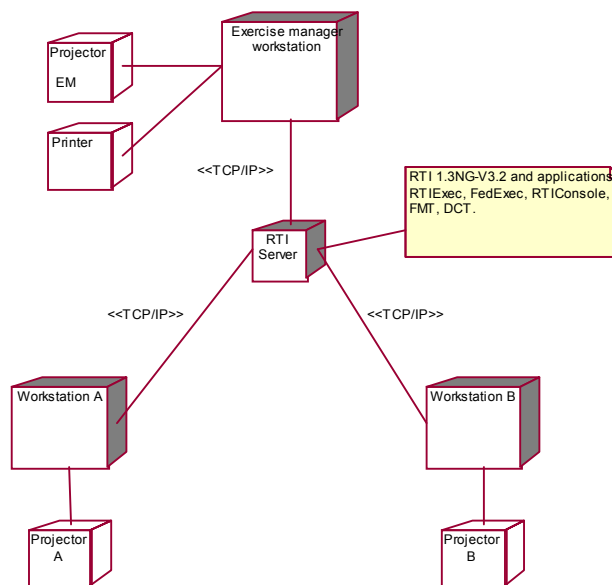 Exercise manager
workstation
Projector
EM
Printer
<<TCP/IP>>
RTI 1.3NG-V3.2 and applications
RTIExec, FedExec, RTIConsole,
FMT, DCT.
RTI
Server
<<TCP/IP>>
<<TCP/IP>>
Workstation A
Workstation B
Projector
A
Projector
B